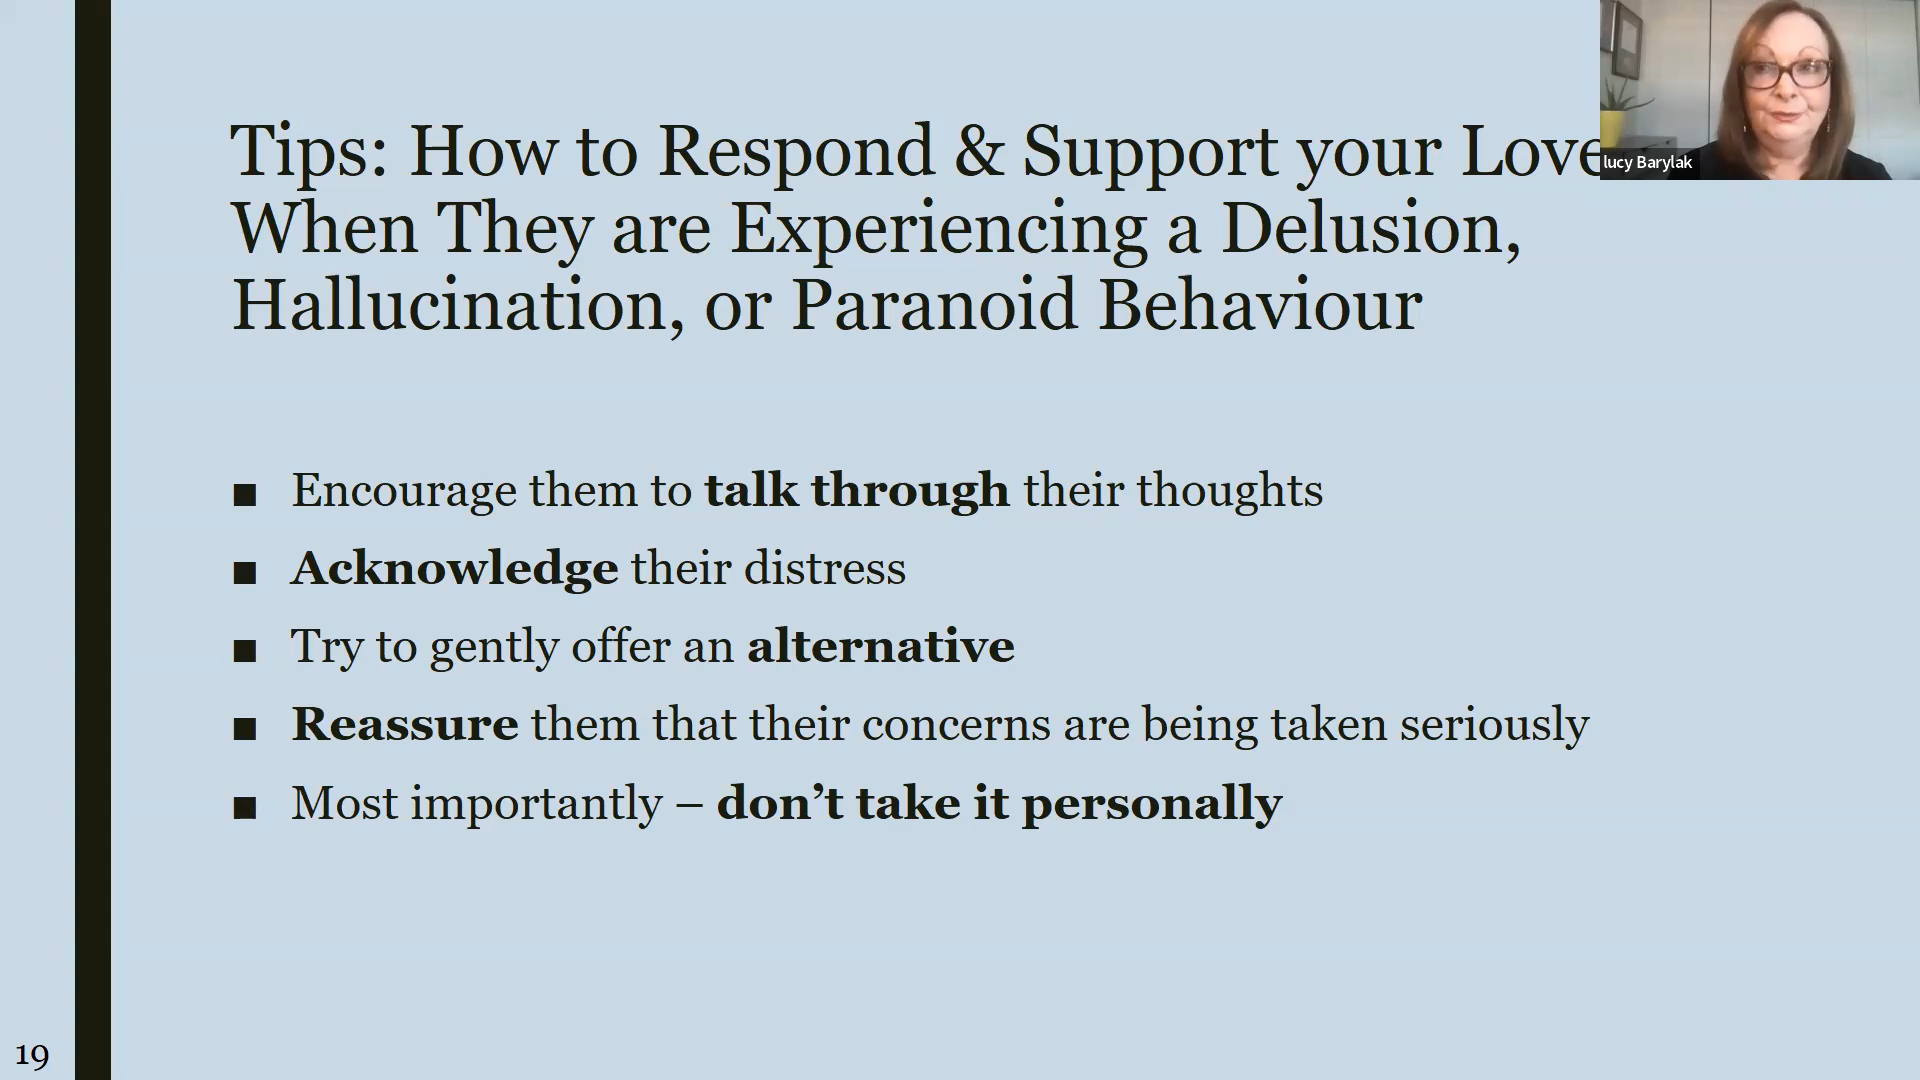 Tips: How to Respond & Support your Love
When They are Experiencing a Delusion,
Hallucination, or Paranoid Behaviour
lucy Barylak
■ Encourage them to talk through their thoughts
■ Acknowledge their distress
■ Try to gently offer an alternative
■ Reassure them that their concerns are being taken seriously
■ Most importantly – don’t take it personally
19